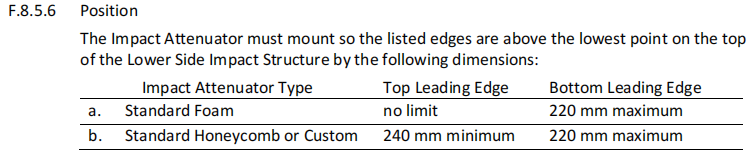 F.8.5.6 Position
The Impact Attenuator must mount so the listed edges are above the lowest point on the top
of the Lower Side Impact Structure by the following dimensions:
Impact Attenuator Type Top Leading Edge Bottom Leading Edge
a. Standard Foam no limit 220 mm maximum
b. Standard Honeycomb or Custom 240 mm minimum 220 mm maximum